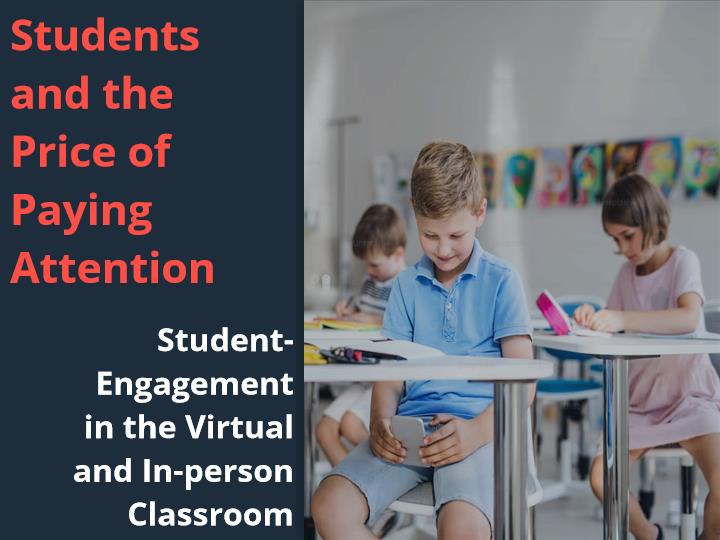 Students
and the
Price of
Paying
Attention
Student-
Engagement
in the Virtual
and In-person
Classroom